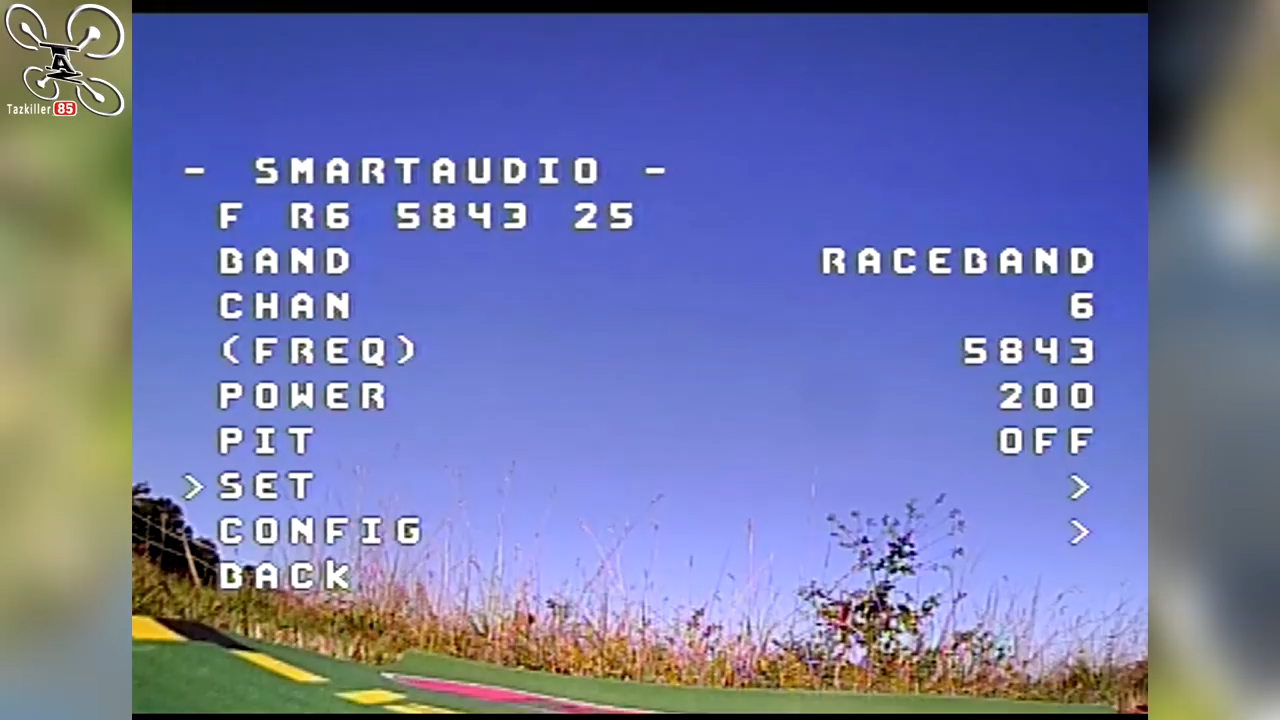 A
Tazkiller 85
- SMARTAUDIO -
F R6 5843 25
BAND RACEBAND
CHAN 6
(FREQ) 5843
POWER 200
PIT OFF
>SET >
CONFIG >
BACK